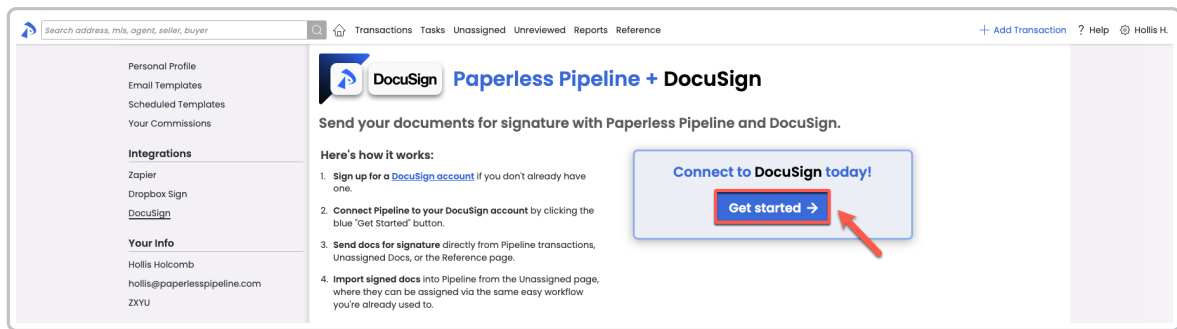 Search address, mls, agent, seller, buyer
Transactions Tasks Unassigned Unreviewed Reports Reference
+ Add Transaction ? Help Hollis H.
Personal Profile
Email Templates
Scheduled Templates
Your Commissions
Integrations
Zapier
Dropbox Sign
DocuSign
Your Info
Hollis Holcomb
hollis@paperlesspipeline.com
ZXYU
DocuSign Paperless Pipeline + DocuSign
Send your documents for signature with Paperless Pipeline and DocuSign.
Here's how it works:
1. Sign up for a DocuSign account if you don't already have
one.
2. Connect Pipeline to your DocuSign account by clicking the
blue "Get Started" button.
3. Send docs for signature directly from Pipeline transactions,
Unassigned Docs, or the Reference page.
4. Import signed docs into Pipeline from the Unassigned page,
where they can be assigned via the same easy workflow
you're already used to.
Connect to DocuSign today!
Get started →